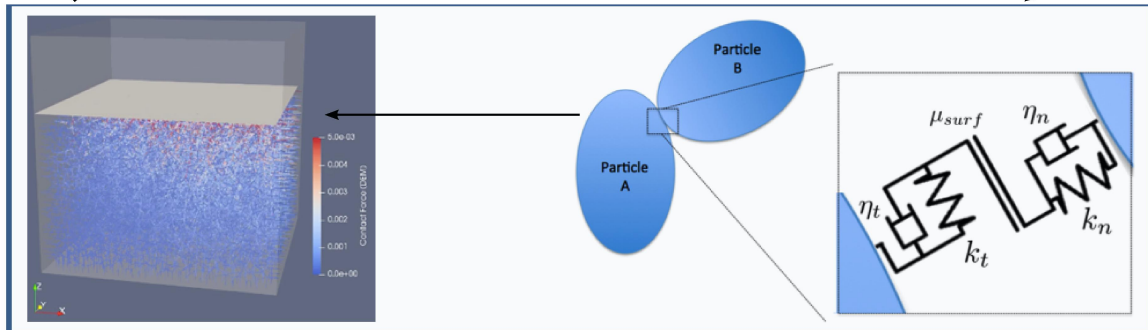 5.0e-03
0.004
0.003
0.002
0.001
0.0e+00
Contact Force (DEM)
Z
Y
X
Particle
A
Particle
B
μsurf
ηn
ηt
kn
kt